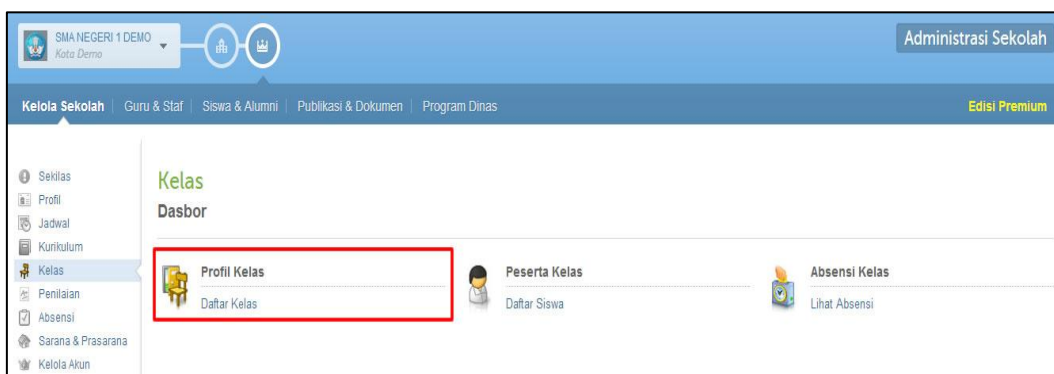 SMA NEGERI 1 DEMO
Kota Demo
Administrasi Sekolah
Kelola Sekolah
Guru & Staf
Siswa & Alumni
Publikasi & Dokumen
Program Dinas
Edisi Premium
Sekilas
Profil
Jadwal
Kurikulum
Kelas
Penilaian
Absensi
Sarana & Prasarana
Kelola Akun
Kelas
Dasbor
Profil Kelas
Daftar Kelas
Peserta Kelas
Daftar Siswa
Absensi Kelas
Lihat Absensi